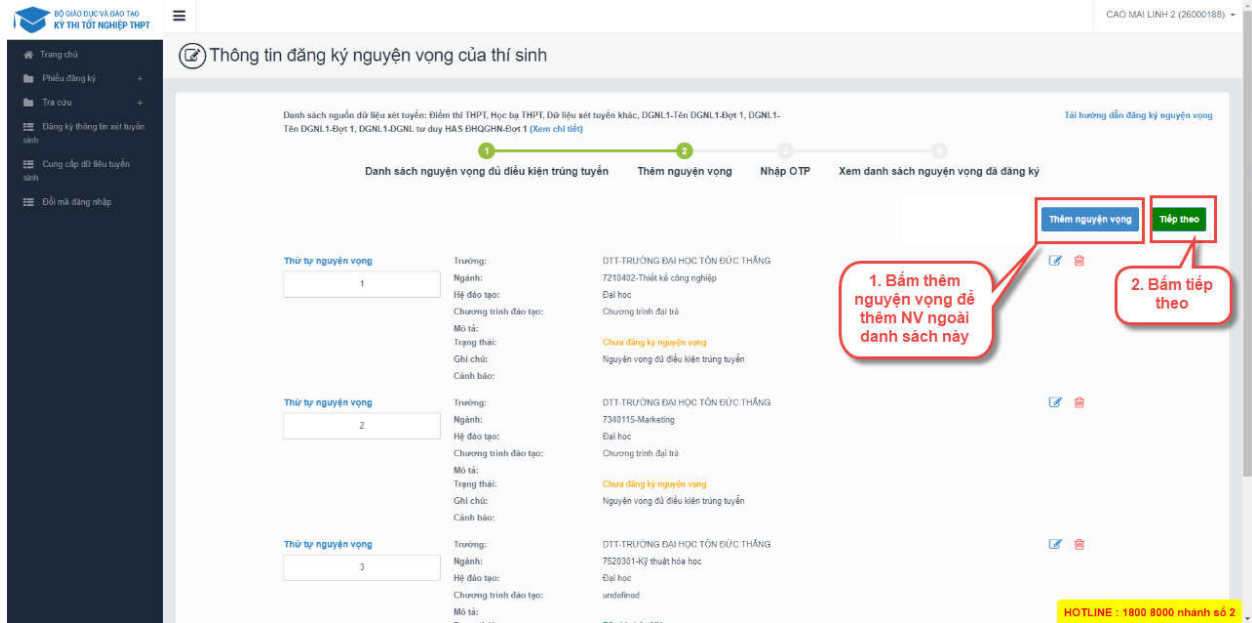 BỘ GIÁO DỤC VÀ ĐÀO TẠO
KỲ THI TỐT NGHIỆP THPT
CAO MAI LINH 2 (26000188)
Trang chủ
Phiếu đăng ký +
Tra cứu +
Đăng ký thông tin xét tuyển
sinh
Cung cấp dữ liệu tuyển
sinh
Đổi mã đăng nhập
Thông tin đăng ký nguyện vọng của thí sinh
Danh sách nguồn dữ liệu xét tuyển: Điểm thi THPT, Học bạ THPT, Dữ liệu xét tuyển khác, DGNL1-Tên DGNL1-Đợt 1, DGNL1-
Tên DGNL1-Đợt 1, DGNL1-DGNL tư duy HAS ĐHQGHN-Đợt 1 (Xem chi tiết)
Tải hướng dẫn đăng ký nguyện vọng
1 2 3 4
Danh sách nguyện vọng đủ điều kiện trúng tuyển Thêm nguyện vọng Nhập OTP Xem danh sách nguyện vọng đã đăng ký
Thêm nguyện vọng Tiếp theo
1. Bấm thêm
nguyện vọng để
thêm NV ngoài
danh sách này
2. Bấm tiếp
theo
Thứ tự nguyện vọng
1
Trường: DTT-TRƯỜNG ĐẠI HỌC TÔN ĐỨC THẮNG
Ngành: 7210402-Thiết kế công nghiệp
Hệ đào tạo: Đại học
Chương trình đào tạo: Chương trình đại trà
Mô tả:
Trạng thái: Chưa đăng ký nguyện vọng
Ghi chú: Nguyện vọng đủ điều kiện trúng tuyển
Cảnh báo:
Thứ tự nguyện vọng
2
Trường: DTT-TRƯỜNG ĐẠI HỌC TÔN ĐỨC THẮNG
Ngành: 7340115-Marketing
Hệ đào tạo: Đại học
Chương trình đào tạo: Chương trình đại trà
Mô tả:
Trạng thái: Chưa đăng ký nguyện vọng
Ghi chú: Nguyện vọng đủ điều kiện trúng tuyển
Cảnh báo:
Thứ tự nguyện vọng
3
Trường: DTT-TRƯỜNG ĐẠI HỌC TÔN ĐỨC THẮNG
Ngành: 7520301-Kỹ thuật hóa học
Hệ đào tạo: Đại học
Chương trình đào tạo: undefined
Mô tả:
HOTLINE : 1800 8000 nhánh số 2